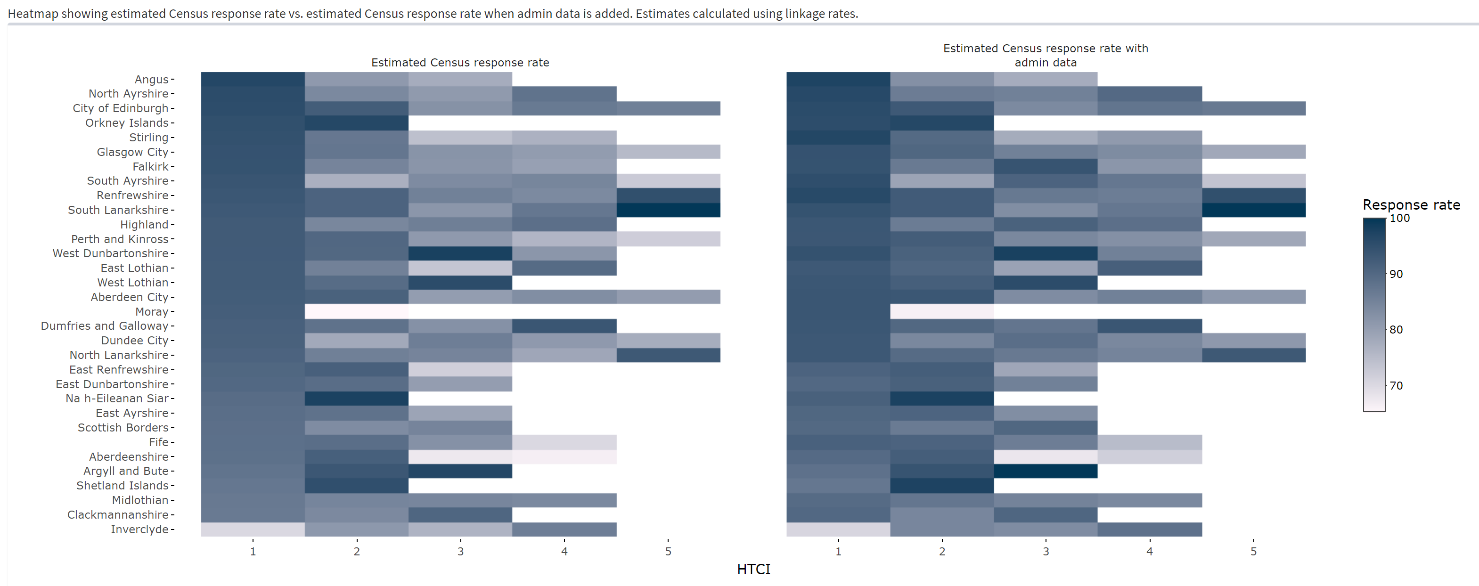 Heatmap showing estimated Census response rate vs. estimated Census response rate when admin data is added. Estimates calculated using linkage rates.
Estimated Census response rate
Estimated Census response rate with
admin data
Angus
North Ayrshire
City of Edinburgh
Orkney Islands
Stirling
Glasgow City
Falkirk
South Ayrshire
Renfrewshire
South Lanarkshire
Highland
Perth and Kinross
West Dunbartonshire
East Lothian
West Lothian
Aberdeen City
Moray
Dumfries and Galloway
Dundee City
North Lanarkshire
East Renfrewshire
East Dunbartonshire
Na h-Eileanan Siar
East Ayrshire
Scottish Borders
Fife
Aberdeenshire
Argyll and Bute
Shetland Islands
Midlothian
Clackmannanshire
Inverclyde
1 2 3 4 5
1 2 3 4 5
HTCI
Response rate
100
90
80
70